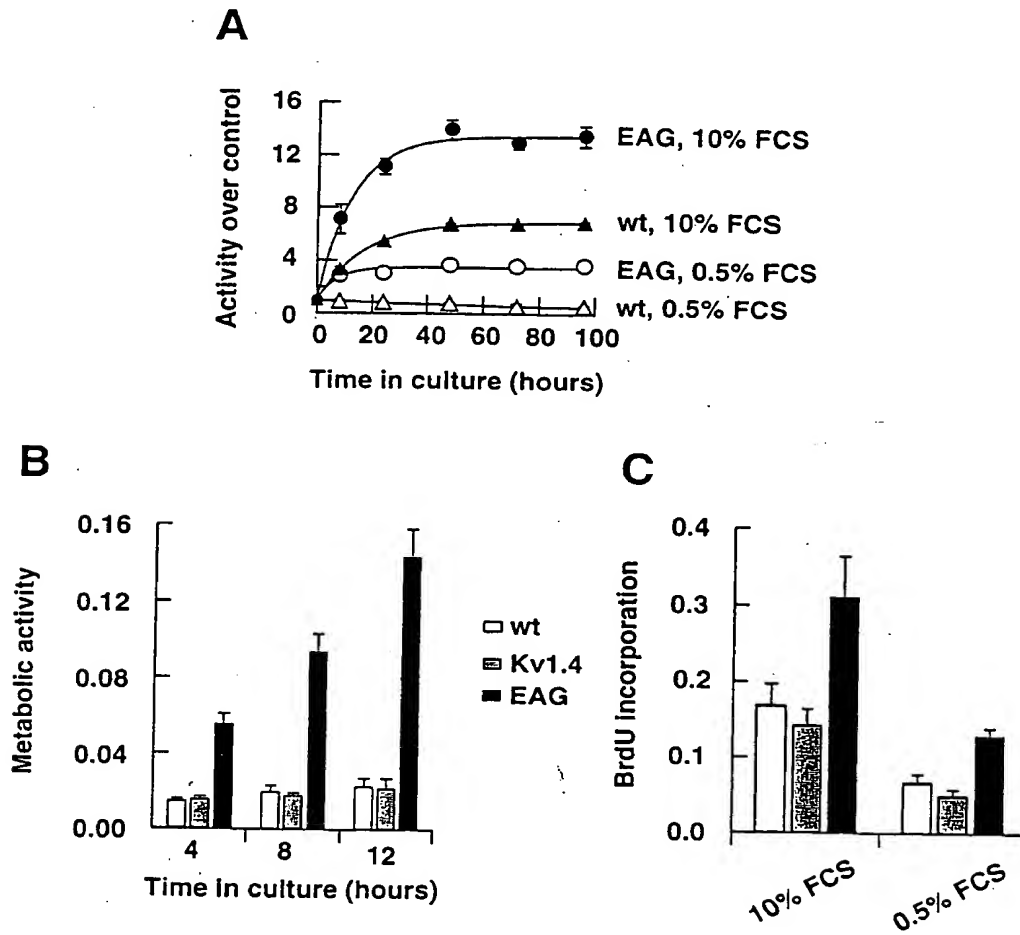 A
Activity over control
16
12
8
4
0
EAG, 10% FCS
wt, 10% FCS
EAG, 0.5% FCS
wt, 0.5% FCS
0 20 40 60 80 100
Time in culture (hours)
B
Metabolic activity
0.16
0.12
0.08
0.04
0.00
4 8 12
Time in culture (hours)
wt
Kv1.4
EAG
C
BrdU incorporation
0.4
0.3
0.2
0.1
0.0
10% FCS
0.5% FCS